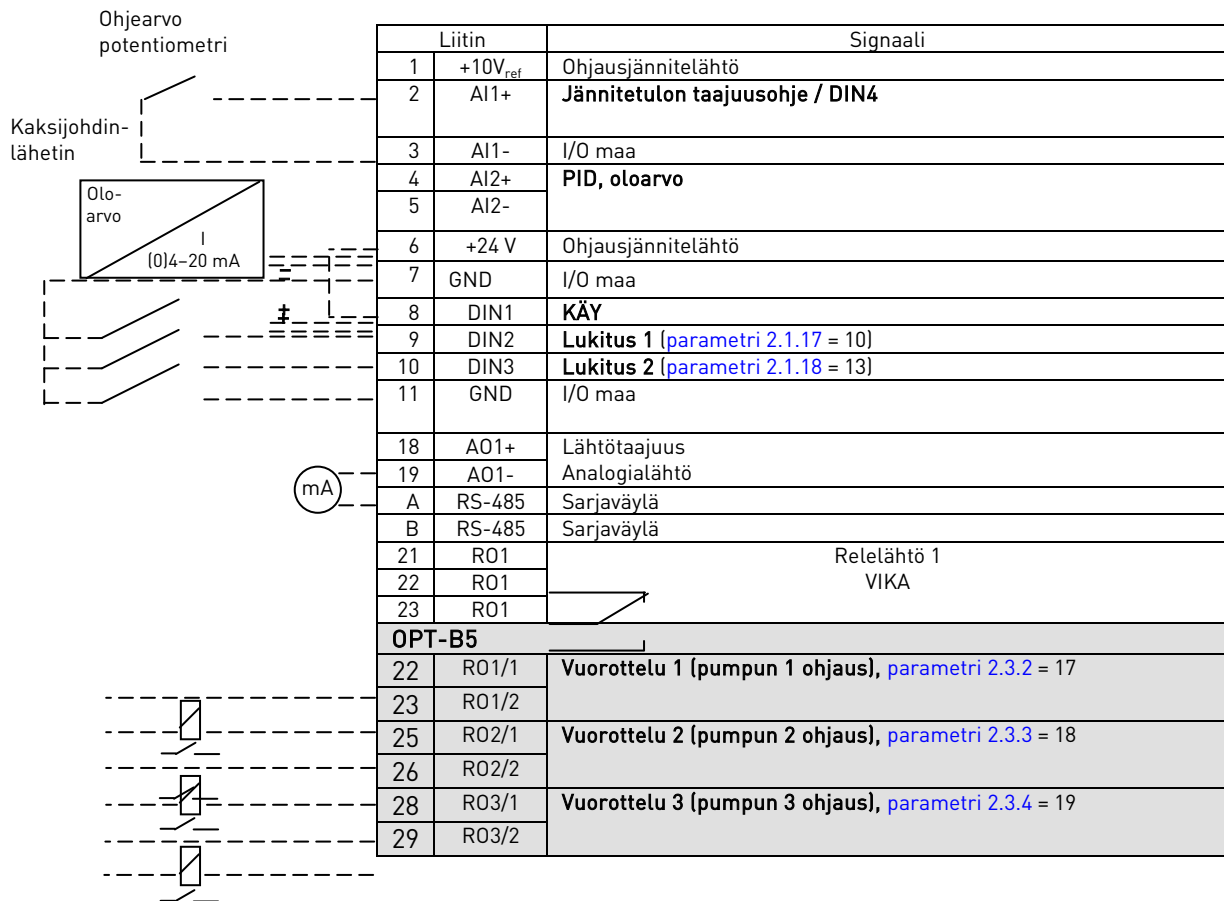 Ohjearvo
potentiometri
Kaksijohdin-
lähetin
Olo-
arvo
I
(0)4–20 mA
mA
Liitin Signaali
1 +10Vref Ohjausjännitelähtö
2 AI1+ Jännitetulon taajuusohje / DIN4
3 AI1- I/O maa
4 AI2+ PID, oloarvo
5 AI2-
6 +24 V Ohjausjännitelähtö
7 GND I/O maa
8 DIN1 KÄY
9 DIN2 Lukitus 1 (parametri 2.1.17 = 10)
10 DIN3 Lukitus 2 (parametri 2.1.18 = 13)
11 GND I/O maa
18 AO1+ Lähtötaajuus
19 AO1- Analogialähtö
A RS-485 Sarjaväylä
B RS-485 Sarjaväylä
21 RO1 Relelähtö 1
22 RO1 VIKA
23 RO1
OPT-B5
22 RO1/1 Vuorottelu 1 (pumpun 1 ohjaus), parametri 2.3.2 = 17
23 RO1/2
25 RO2/1 Vuorottelu 2 (pumpun 2 ohjaus), parametri 2.3.3 = 18
26 RO2/2
28 RO3/1 Vuorottelu 3 (pumpun 3 ohjaus), parametri 2.3.4 = 19
29 RO3/2